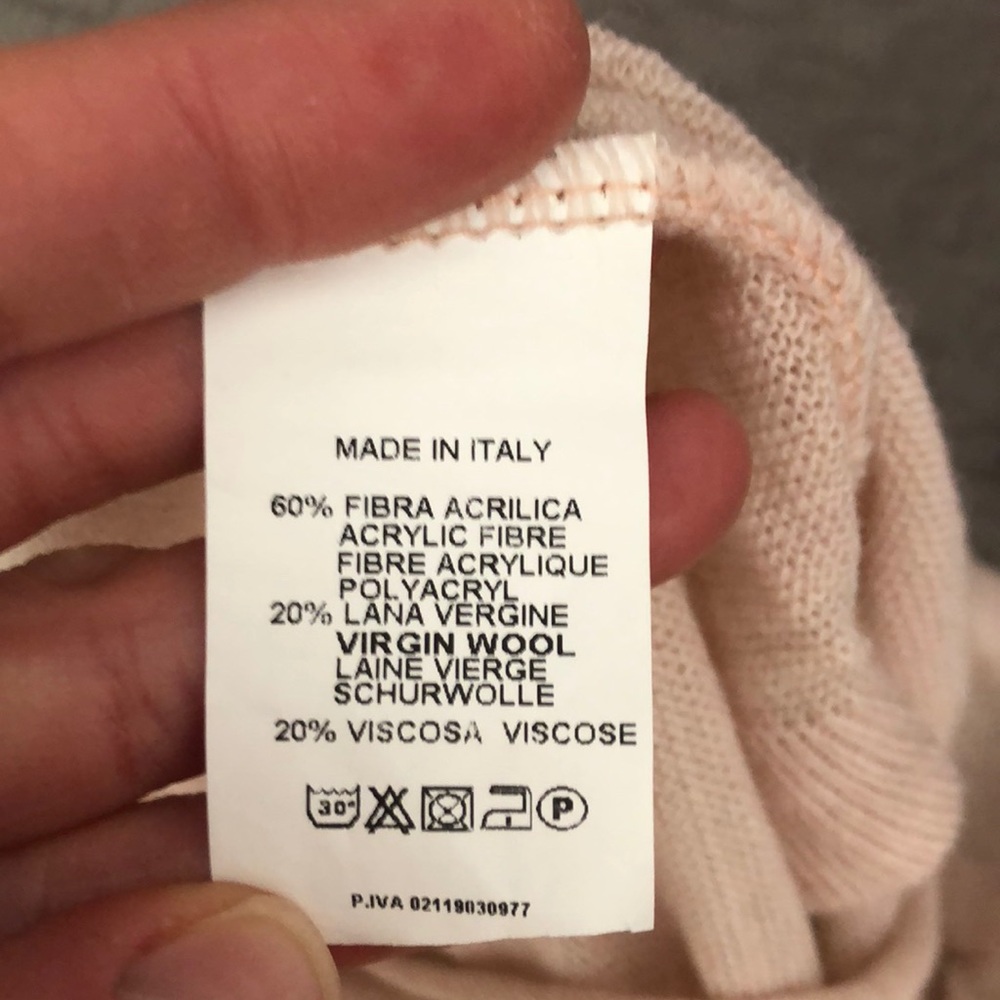 MADE IN ITALY
60% FIBRA ACRILICA
ACRYLIC FIBRE
FIBRE ACRYLIQUE
POLYACRYL
20% LANA VERGINE
VIRGIN WOOL
LAINE VIERGE
SCHURWOLLE
20% VISCOSA VISCOSE
30° P
P.IVA 02119030977